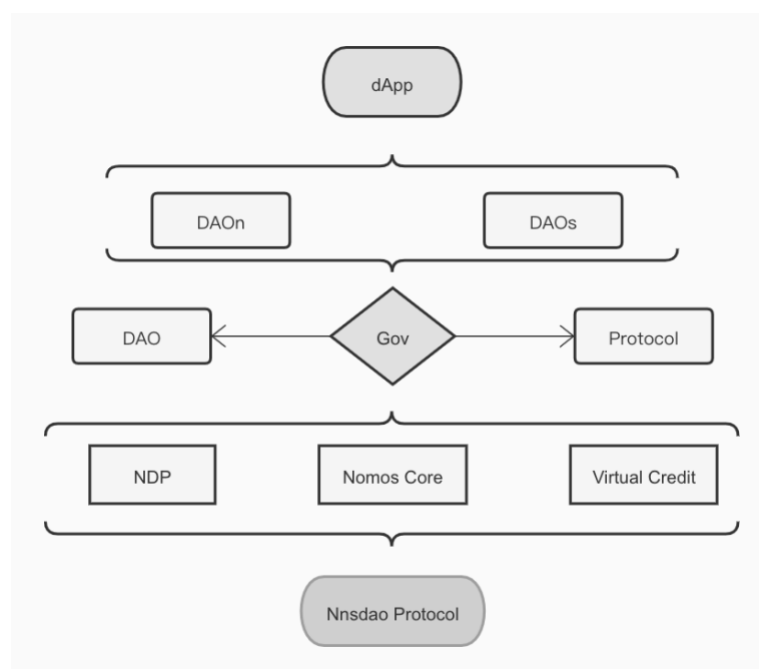 dApp
DAOn
DAOs
DAO
Gov
Protocol
NDP
Nomos Core
Virtual Credit
Nnsdao Protocol